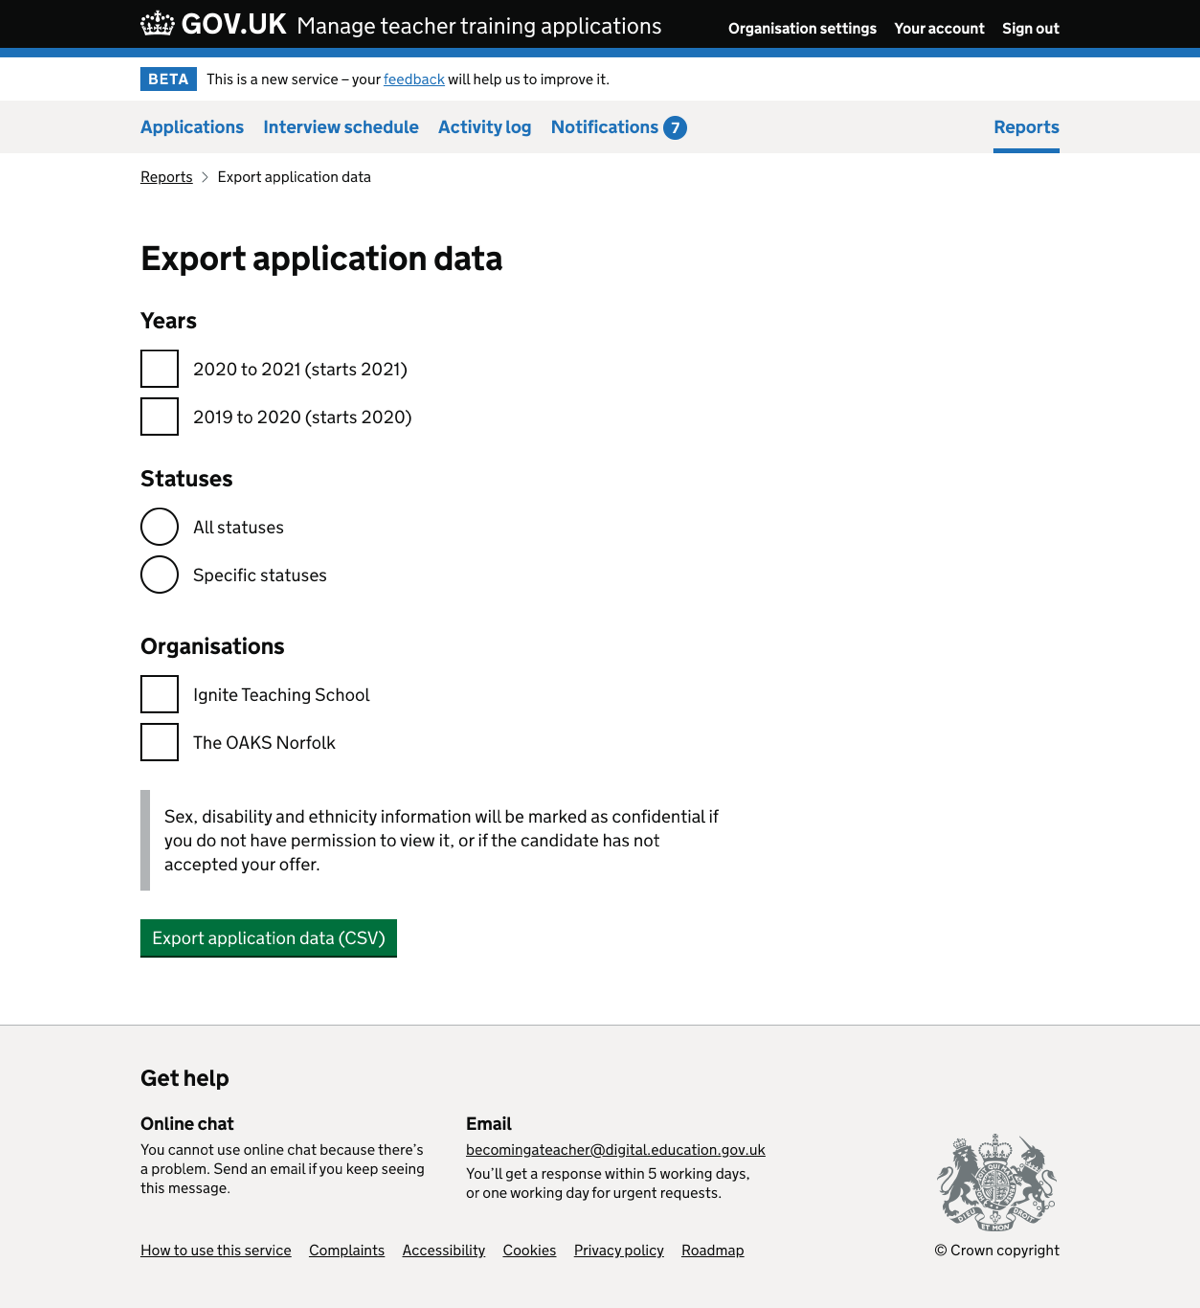 GOV.UK Manage teacher training applications
Organisation settings Your account Sign out
BETA This is a new service – your feedback will help us to improve it.
Applications Interview schedule Activity log Notifications 7 Reports
Reports > Export application data
Export application data
Years
2020 to 2021 (starts 2021)
2019 to 2020 (starts 2020)
Statuses
All statuses
Specific statuses
Organisations
Ignite Teaching School
The OAKS Norfolk
Sex, disability and ethnicity information will be marked as confidential if
you do not have permission to view it, or if the candidate has not
accepted your offer.
Export application data (CSV)
Get help
Online chat
You cannot use online chat because there’s
a problem. Send an email if you keep seeing
this message.
Email
becomingateacher@digital.education.gov.uk
You’ll get a response within 5 working days,
or one working day for urgent requests.
DIEU ET MON DROIT
How to use this service Complaints Accessibility Cookies Privacy policy Roadmap
© Crown copyright